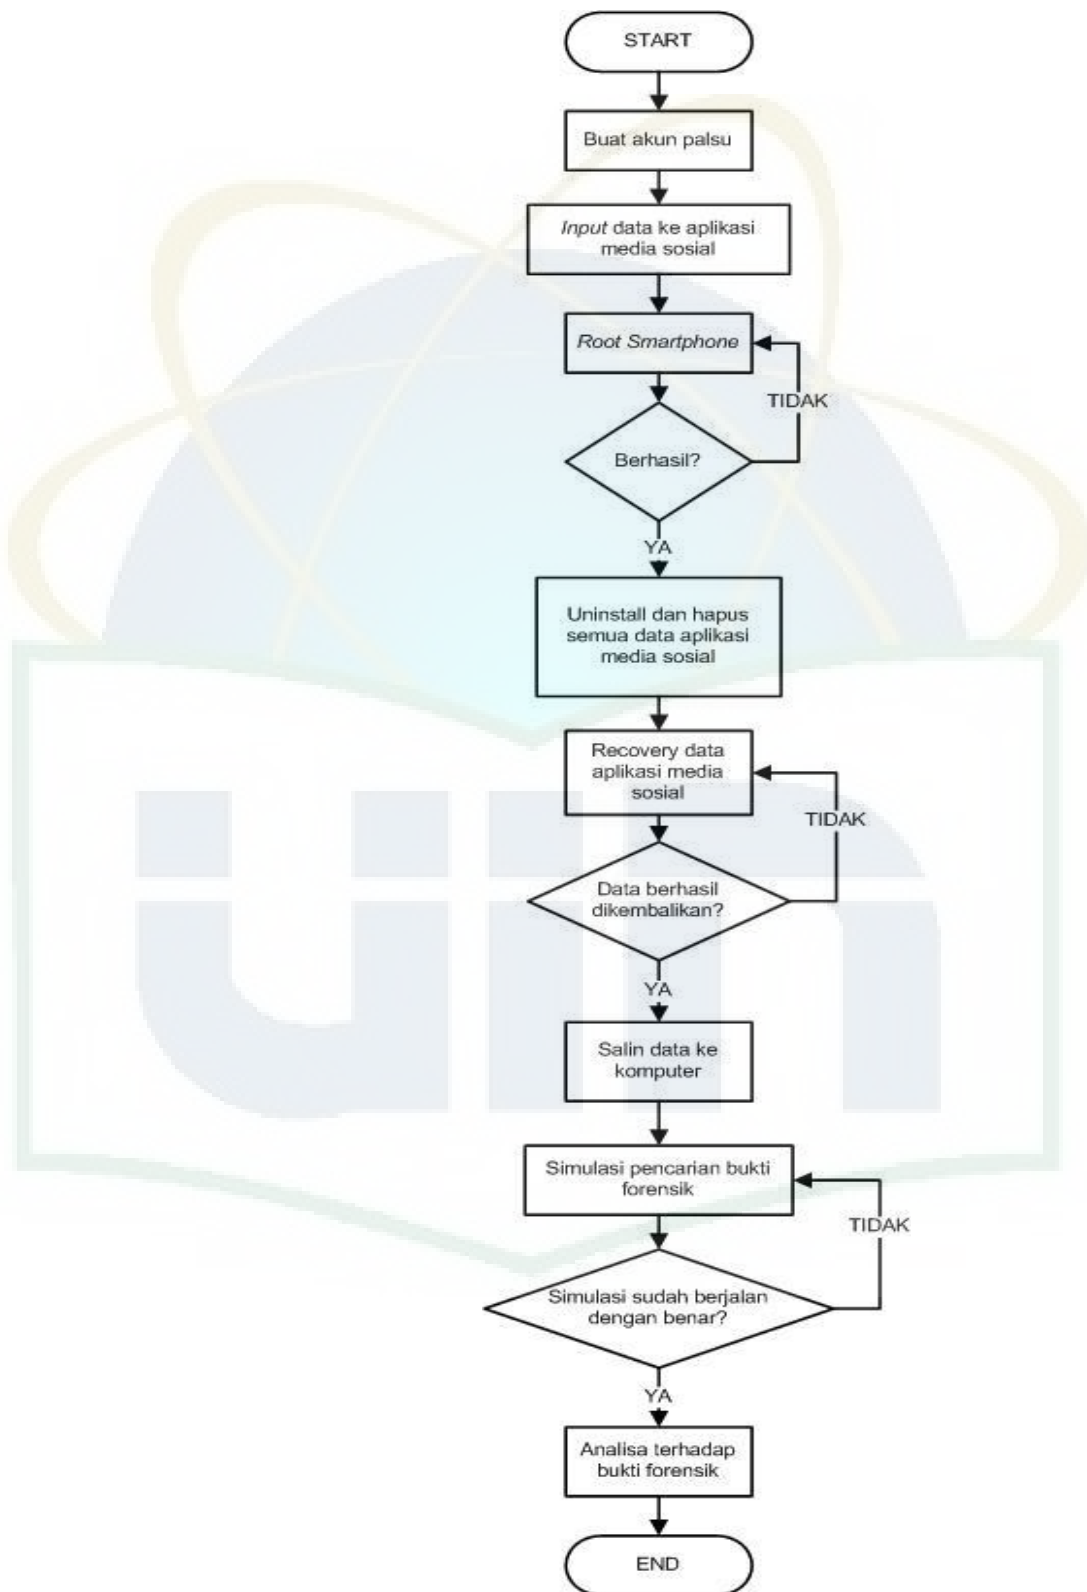 START
Buat akun palsu
Input data ke aplikasi
media sosial
Root Smartphone
TIDAK
Berhasil?
YA
Uninstall dan hapus
semua data aplikasi
media sosial
Recovery data
aplikasi media
sosial
TIDAK
Data berhasil
dikembalikan?
YA
Salin data ke
komputer
Simulasi pencarian bukti
forensik
TIDAK
Simulasi sudah berjalan
dengan benar?
YA
Analisa terhadap
bukti forensik
END
uin